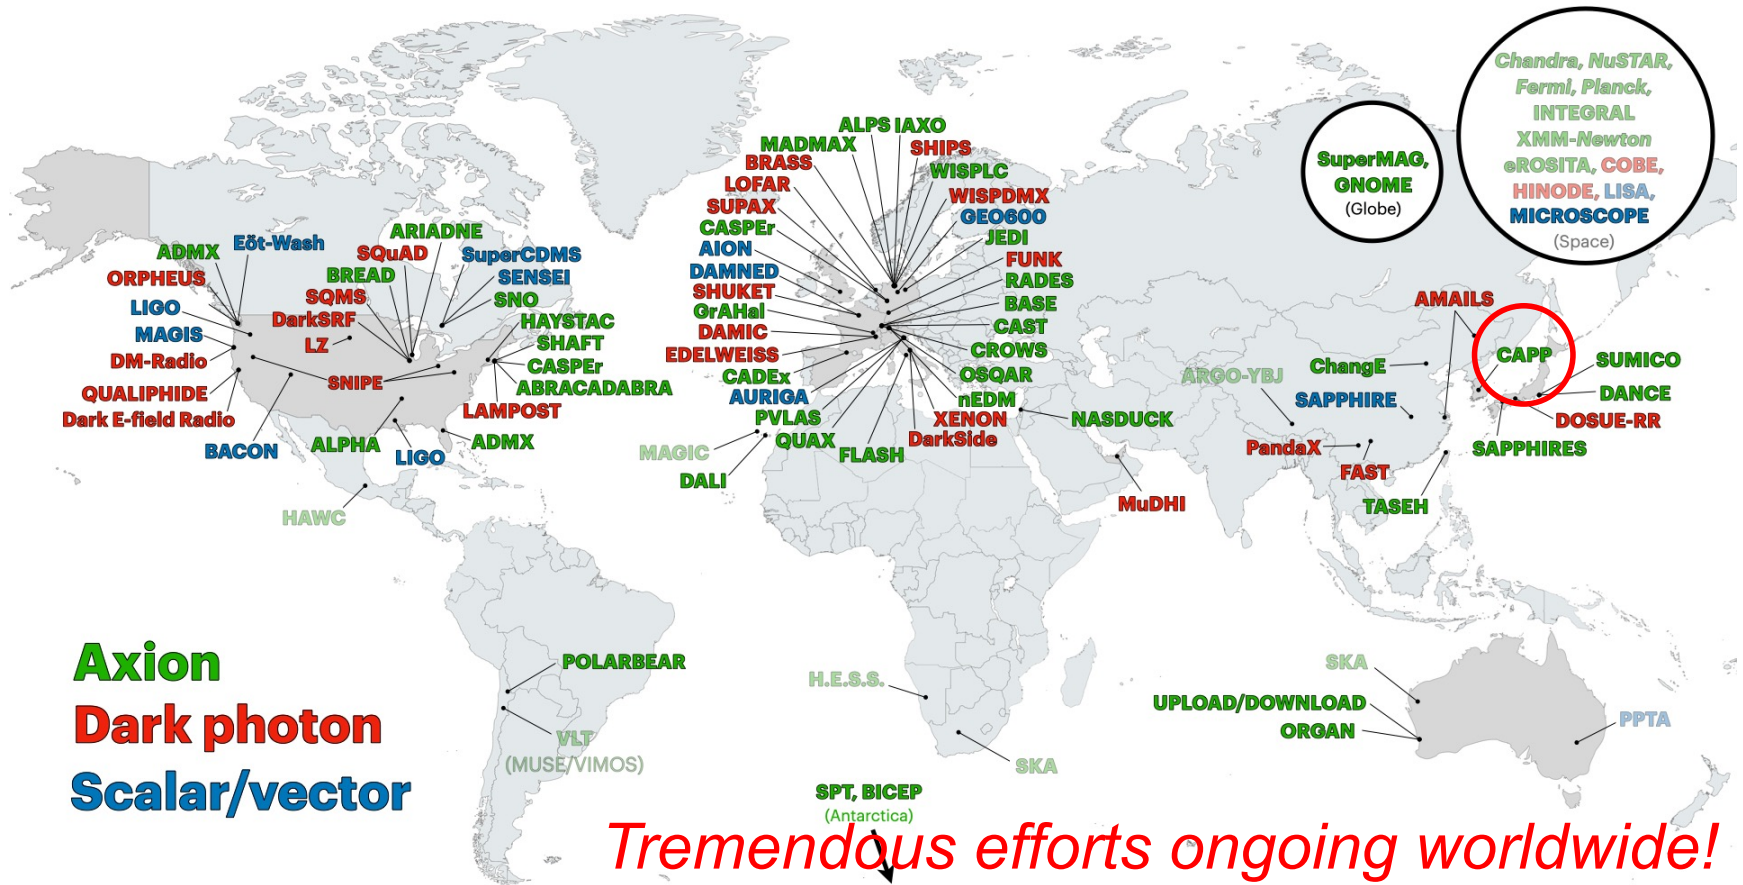 Chandra, NuSTAR,
Fermi, Planck,
INTEGRAL
XMM-Newton
eROSITA, COBE,
HINODE, LISA,
MICROSCOPE
(Space)
SuperMAG,
GNOME
(Globe)
ADMX
Eöt-Wash
ORPHEUS
LIGO
MAGIS
DM-Radio
QUALIPHIDE
Dark E-field Radio
BACON
ARIADNE
SQuAD
BREAD
SQMS
DarkSRF
LZ
SNIPE
SuperCDMS
SENSEI
SNO
HAYSTAC
SHAFT
CASPEr
ABRACADABRA
LAMPOST
ALPHA
LIGO
ADMX
HAWC
ALPS IAXO
MADMAX
SHIPS
BRASS
WISPLC
LOFAR
WISPDMX
SUPAX
GEO600
CASPEr
JEDI
AION
FUNK
DAMNED
RADES
SHUKET
BASE
GrAHal
CAST
DAMIC
CROWS
EDELWEISS
OSQAR
CADEx
nEDM
AURIGA
XENON
PVLAS
DarkSide
QUAX
FLASH
MAGIC
DALI
NASDUCK
MuDHI
ARGO-YBJ
AMAILS
CAPP
ChangE
SUMICO
SAPPHIRE
DANCE
DOSUE-RR
PandaX
SAPPHIRES
FAST
TASEH
POLARBEAR
VLT
(MUSE/VIMOS)
H.E.S.S.
SKA
SKA
UPLOAD/DOWNLOAD
ORGAN
PPTA
Axion
Dark photon
Scalar/vector
SPT, BICEP
(Antarctica)
Tremendous efforts ongoing worldwide!